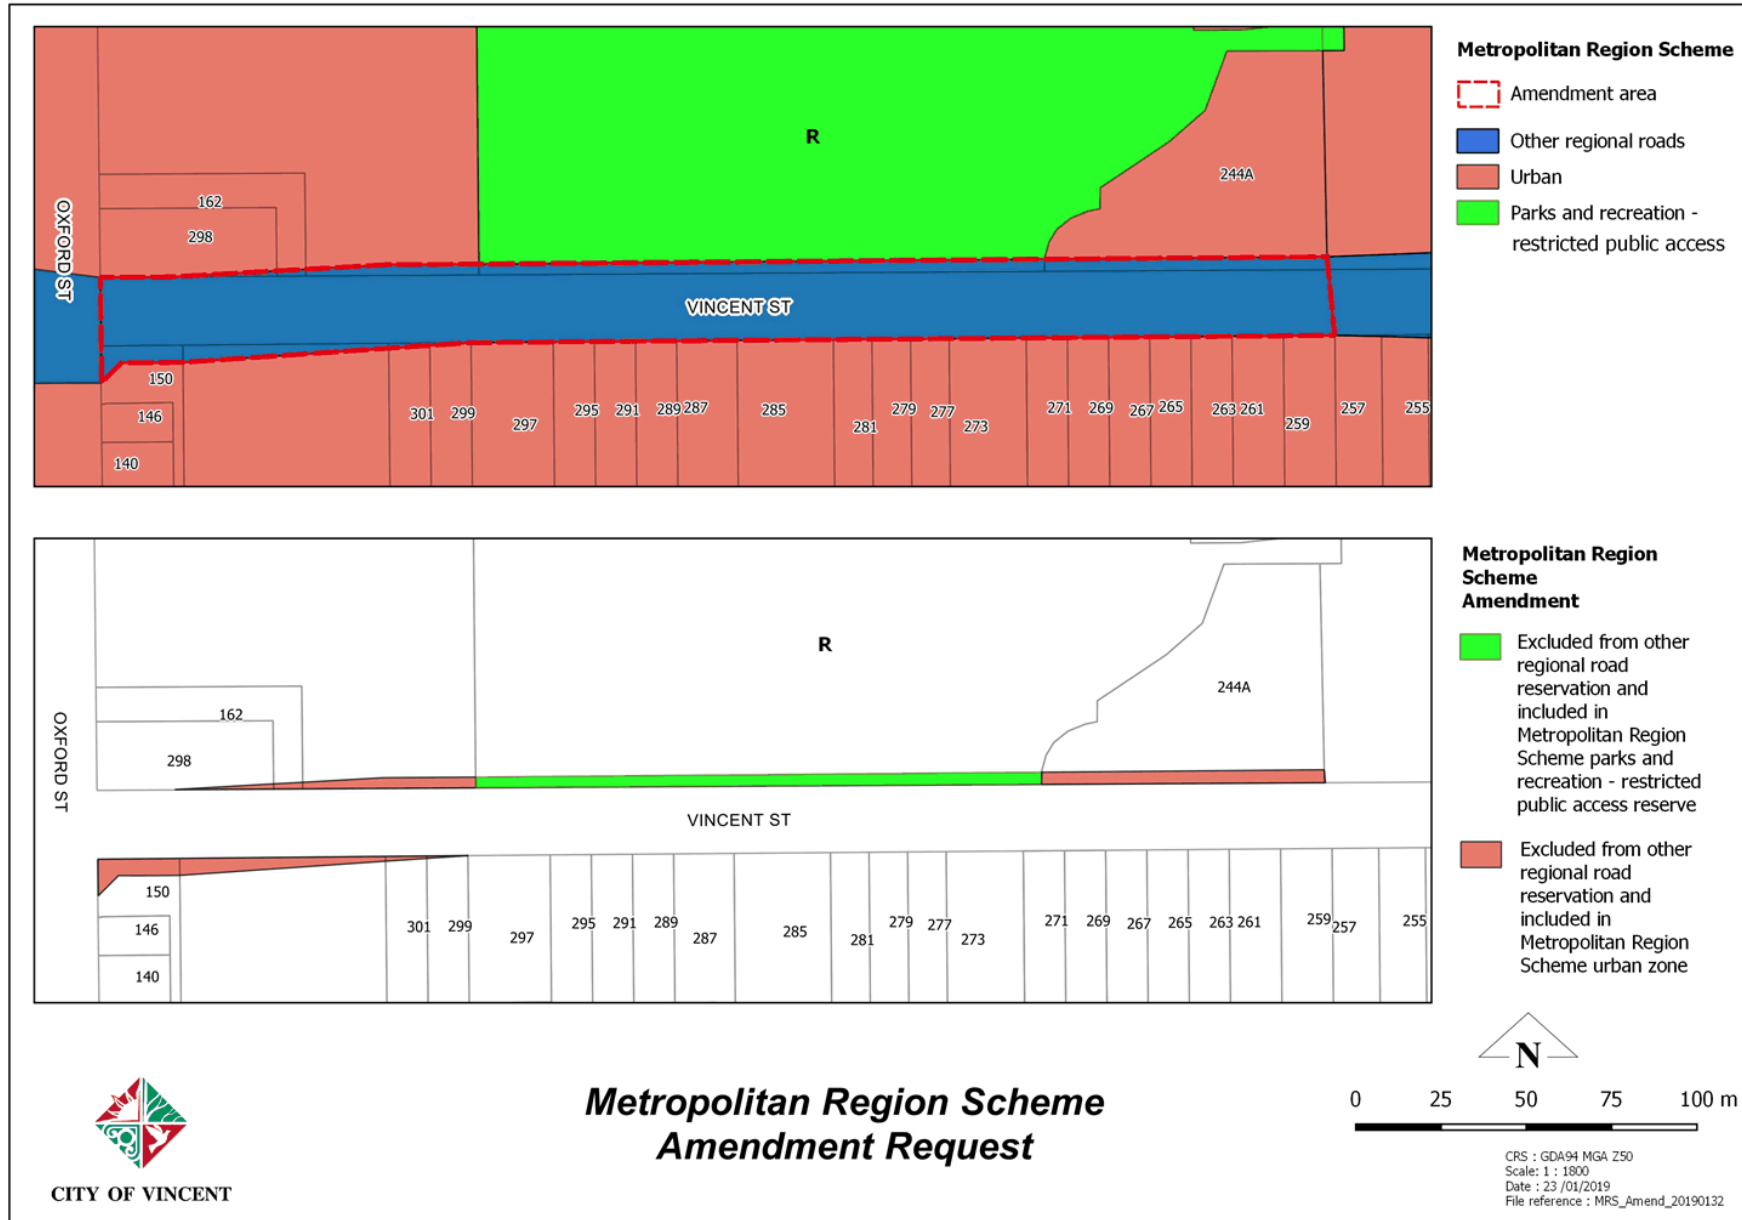 Metropolitan Region Scheme
Amendment area
Other regional roads
Urban
Parks and recreation -
restricted public access
R
244A
162
298
OXFORD ST
VINCENT ST
150
146
140
301
299
297
295
291
289
287
285
281
279
277
273
271
269
267
265
263
261
259
257
255
Metropolitan Region
Scheme
Amendment
Excluded from other
regional road
reservation and
included in
Metropolitan Region
Scheme parks and
recreation - restricted
public access reserve
Excluded from other
regional road
reservation and
included in
Metropolitan Region
Scheme urban zone
R
244A
162
298
OXFORD ST
VINCENT ST
150
146
140
301
299
297
295
291
289
287
285
281
279
277
273
271
269
267
265
263
261
259
257
255
N
0 25 50 75 100 m
CRS : GDA94 MGA Z50
Scale: 1 : 1800
Date : 23 /01/2019
File reference : MRS_Amend_20190132
Metropolitan Region Scheme
Amendment Request
CITY OF VINCENT